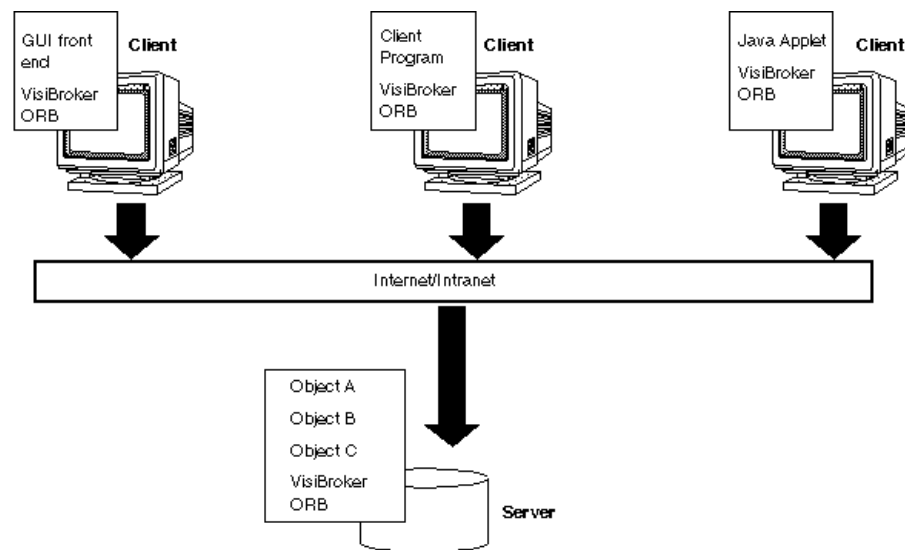 GUI front
end
VisiBroker
ORB
Client
Client
Program
VisiBroker
ORB
Client
Java Applet
VisiBroker
ORB
Client
Internet/Intranet
Object A
Object B
Object C
VisiBroker
ORB
Server